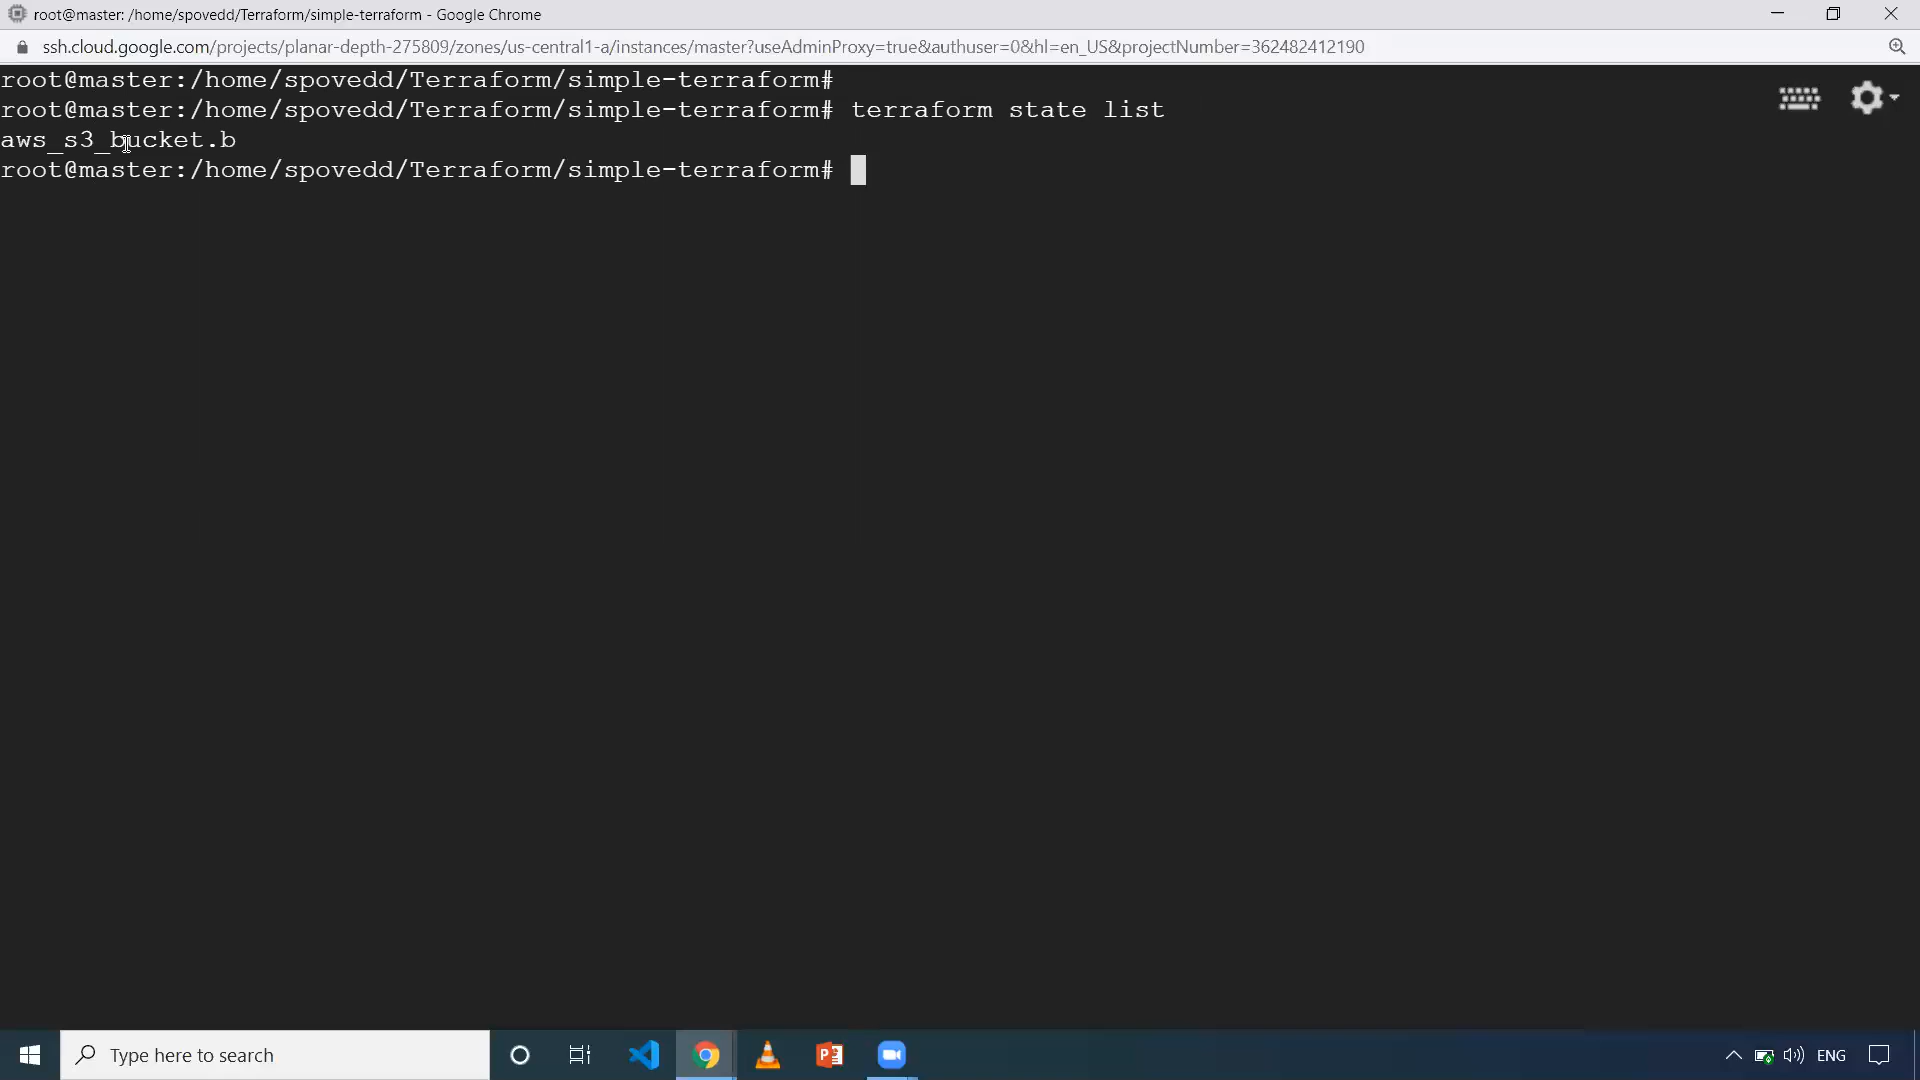 root@master: /home/spovedd/Terraform/simple-terraform - Google Chrome
ssh.cloud.google.com/projects/planar-depth-275809/zones/us-central1-a/instances/master?useAdminProxy=true&authuser=0&hl=en_US&projectNumber=362482412190
root@master:/home/spovedd/Terraform/simple-terraform#
root@master:/home/spovedd/Terraform/simple-terraform# terraform state list
aws_s3_bucket.b
root@master:/home/spovedd/Terraform/simple-terraform#
Type here to search
ENG